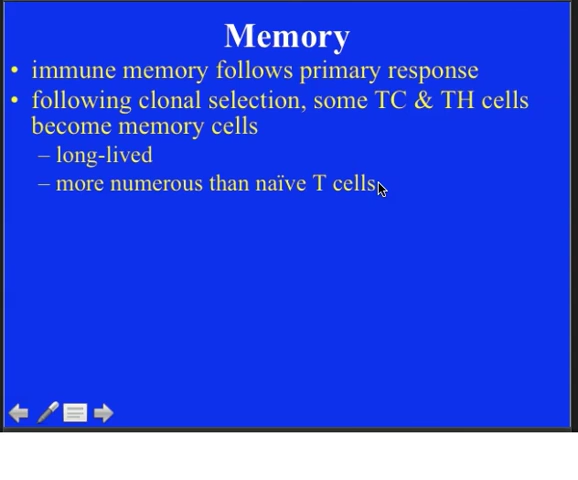 Memory
• immune memory follows primary response
• following clonal selection, some TC & TH cells
become memory cells
– long-lived
– more numerous than naïve T cells